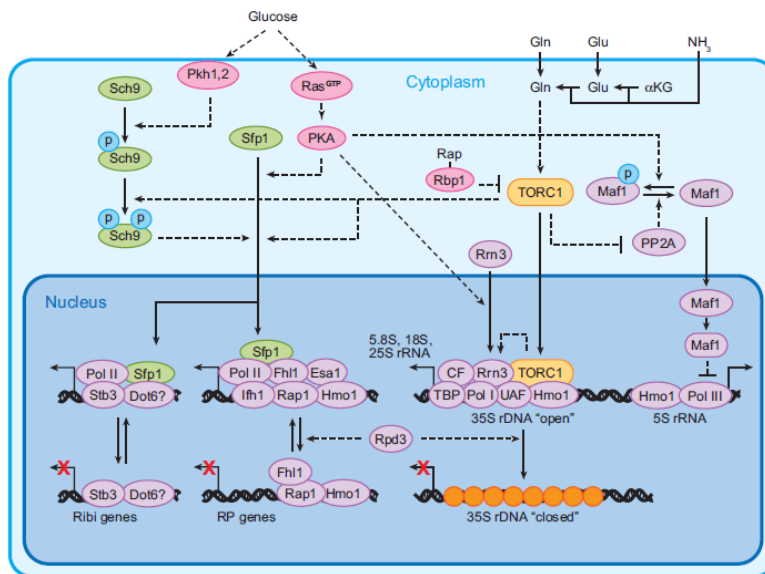 Glucose
Gln Glu NH3
Cytoplasm
Pkh1,2
Sch9
RasGTP
Gln Glu αKG
p
Sch9
Sfp1
PKA
Rap
Rbp1
TORC1
p
Maf1 Maf1
p p
Sch9
PP2A
Rrn3
Nucleus
Maf1
5.8S, 18S,
25S rRNA
Sfp1
Maf1
Pol II Sfp1
Pol II Fhl1 Esa1
CF Rrn3 TORC1
Stb3 Dot6?
Ifh1 Rap1 Hmo1
TBP Pol I UAF Hmo1
Hmo1 Pol III
35S rDNA "open"
5S rRNA
Rpd3
X X X
Fhl1
Stb3 Dot6?
Rap1 Hmo1
Ribi genes
RP genes
35S rDNA "closed"